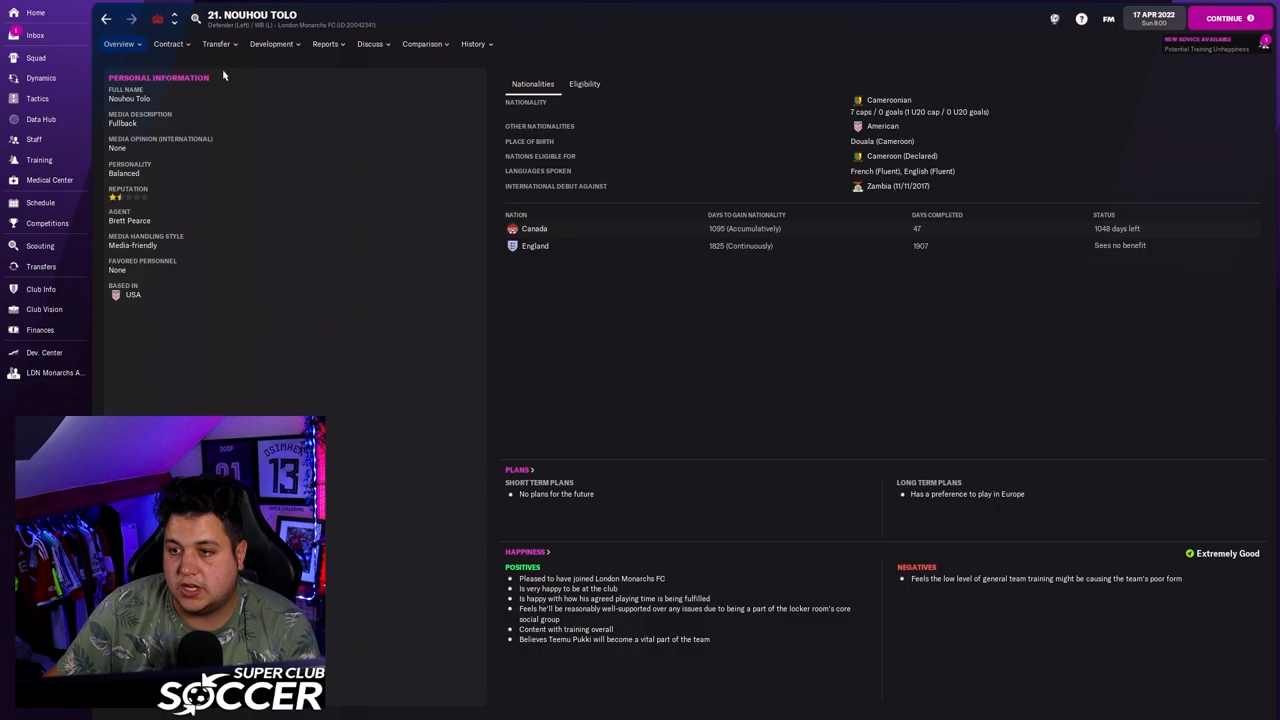 Home
Inbox
1
Squad
Dynamics
Tactics
Data Hub
Staff
Training
Medical Center
Schedule
Competitions
Scouting
Transfers
Club Info
Club Vision
Finances
Dev. Center
LDN Monarchs A...
21. NOUHOU TOLO
Defender (Left) / WB (L) - London Monarchs FC (ID:20042341)
FM
17 APR 2022
Sun 8:00
CONTINUE
Overview
Contract
Transfer
Development
Reports
Discuss
Comparison
History
NEW ADVICE AVAILABLE
Potential Training Unhappiness
1
PERSONAL INFORMATION
FULL NAME
Nouhou Tolo
MEDIA DESCRIPTION
Fullback
MEDIA OPINION (INTERNATIONAL)
None
PERSONALITY
Balanced
REPUTATION
AGENT
Brett Pearce
MEDIA HANDLING STYLE
Media-friendly
FAVORED PERSONNEL
None
BASED IN
USA
Nationalities
Eligibility
NATIONALITY
Cameroonian
7 caps / 0 goals (1 U20 cap / 0 U20 goals)
OTHER NATIONALITIES
American
PLACE OF BIRTH
Douala (Cameroon)
NATIONS ELIGIBLE FOR
Cameroon (Declared)
LANGUAGES SPOKEN
French (Fluent), English (Fluent)
INTERNATIONAL DEBUT AGAINST
Zambia (11/11/2017)
NATION DAYS TO GAIN NATIONALITY DAYS COMPLETED STATUS
Canada 1095 (Accumulatively) 47 1048 days left
England 1825 (Continuously) 1907 Sees no benefit
PLANS >
SHORT TERM PLANS
No plans for the future
LONG TERM PLANS
Has a preference to play in Europe
HAPPINESS >
Extremely Good
POSITIVES
Pleased to have joined London Monarchs FC
Is very happy to be at the club
Is happy with how his agreed playing time is being fulfilled
Feels he'll be reasonably well-supported over any issues due to being a part of the locker room's core
social group
Content with training overall
Believes Teemu Pukki will become a vital part of the team
NEGATIVES
Feels the low level of general team training might be causing the team's poor form
OSIMHEN
13
SUPER CLUB
SOCCER